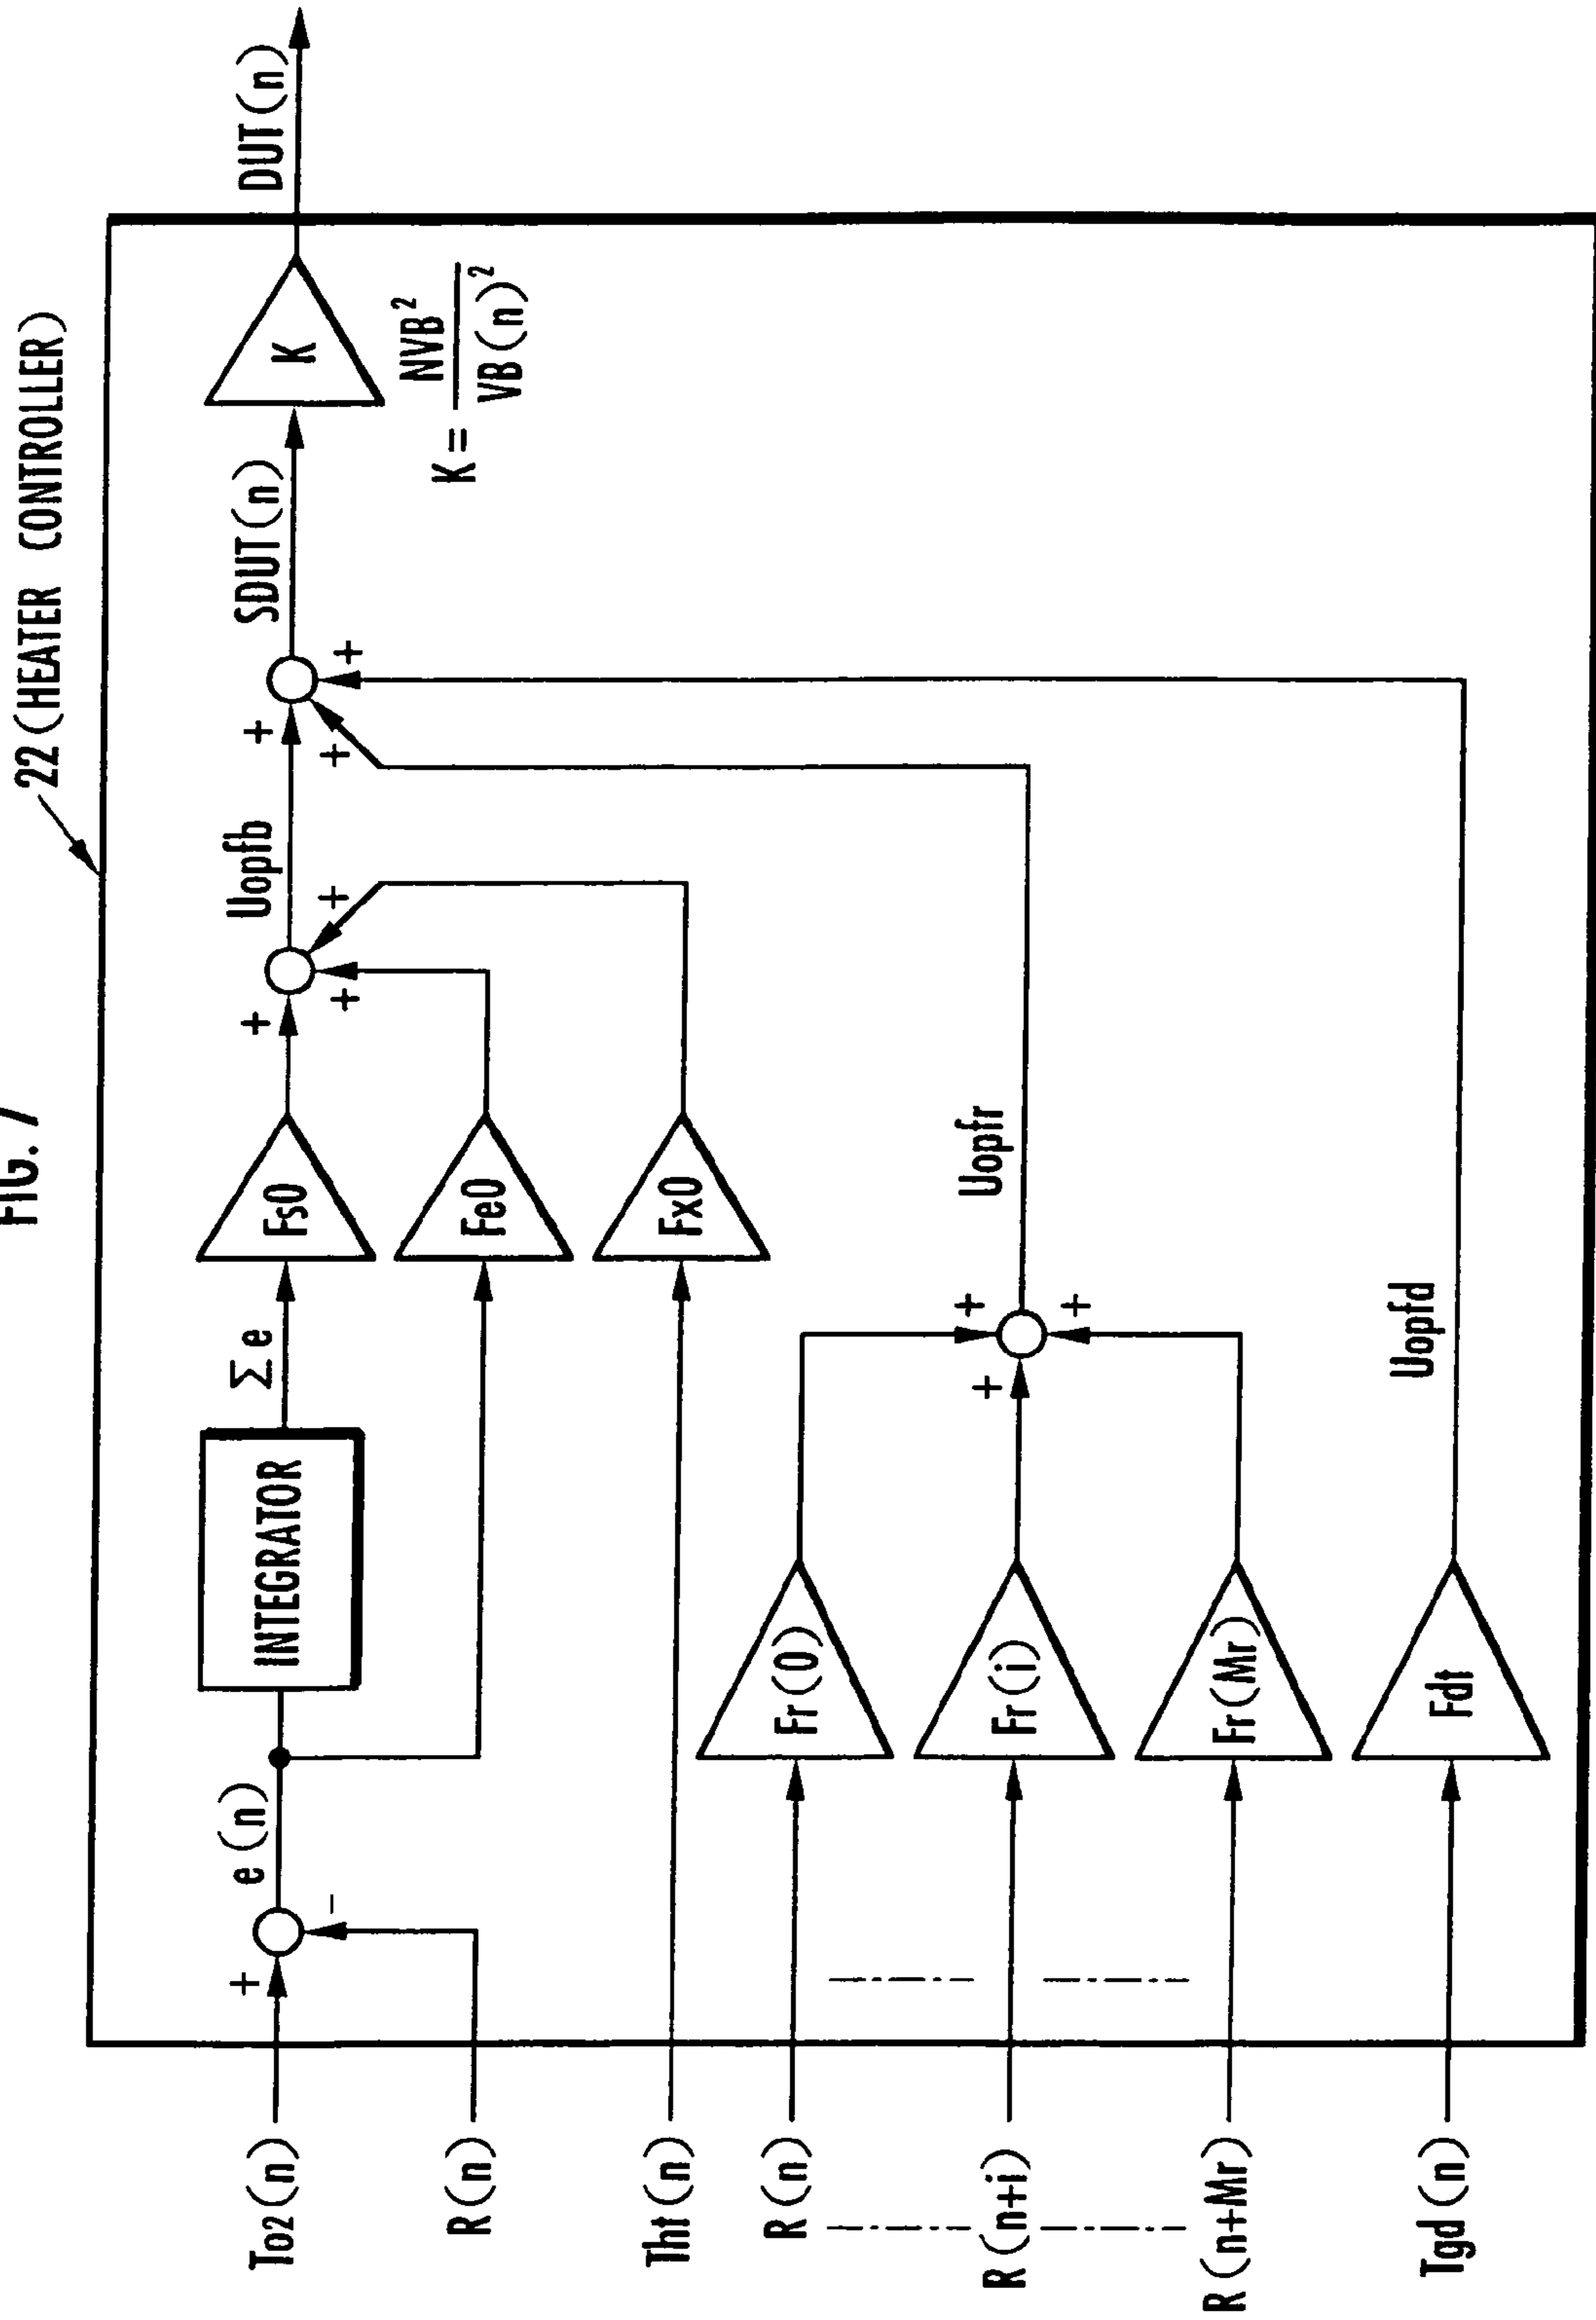 FIG. 7
22 (HEATER CONTROLLER)
To2(n)
+
-
e(n)
INTEGRATOR
Σe
Fs0
+
+
+
Uopfb
+
+
+
SDUT(n)
K
DUT(n)
K = NVB² / VB(n)²
R(n)
Fe0
Tht(n)
Fx0
R(n)
Fr(0)
R(n+i)
Fr(i)
+
+
+
Uopfr
R(n+Mr)
Fr(Mr)
Tgd(n)
Fdt
Uopfd